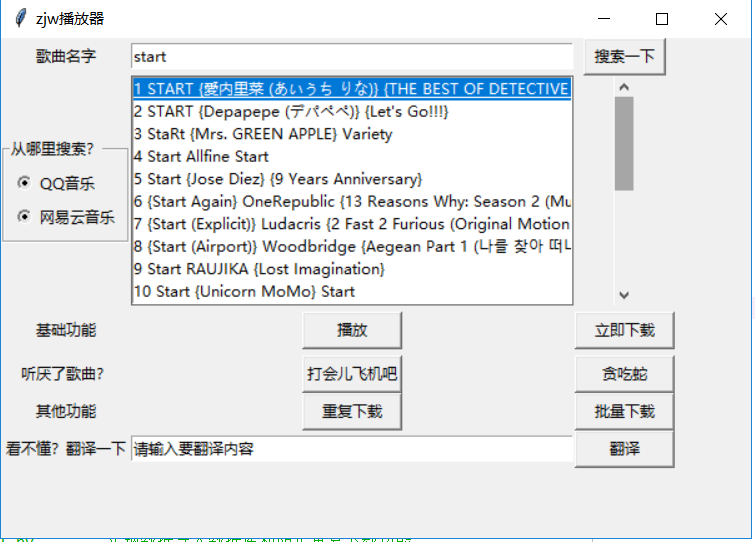 zjw播放器
歌曲名字 start 搜索一下
从哪里搜索?
QQ音乐
网易云音乐
1 START {愛内里菜 (あいうち りな)} {THE BEST OF DETECTIVE
2 START {Depapepe (デパペペ)} {Let's Go!!!}
3 StaRt {Mrs. GREEN APPLE} Variety
4 Start Allfine Start
5 Start {Jose Diez} {9 Years Anniversary}
6 {Start Again} OneRepublic {13 Reasons Why: Season 2 (Mu
7 {Start (Explicit)} Ludacris {2 Fast 2 Furious (Original Motion
8 {Start (Airport)} Woodbridge {Aegean Part 1 (나를 찾아 떠나
9 Start RAUJIKA {Lost Imagination}
10 Start {Unicorn MoMo} Start
基础功能 播放 立即下载
听厌了歌曲? 打会儿飞机吧 贪吃蛇
其他功能 重复下载 批量下载
看不懂? 翻译一下 请输入要翻译内容 翻译